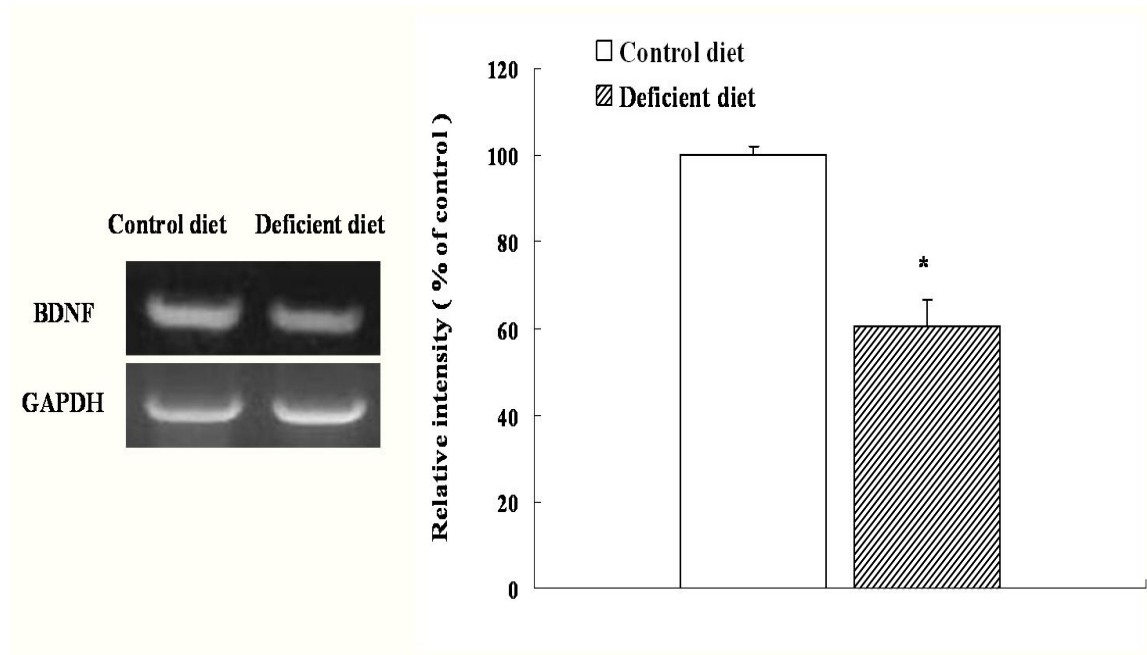 Control diet Deficient diet
BDNF
GAPDH
Relative intensity ( % of control )
Control diet
Deficient diet
120
100
80
60
40
20
0
*